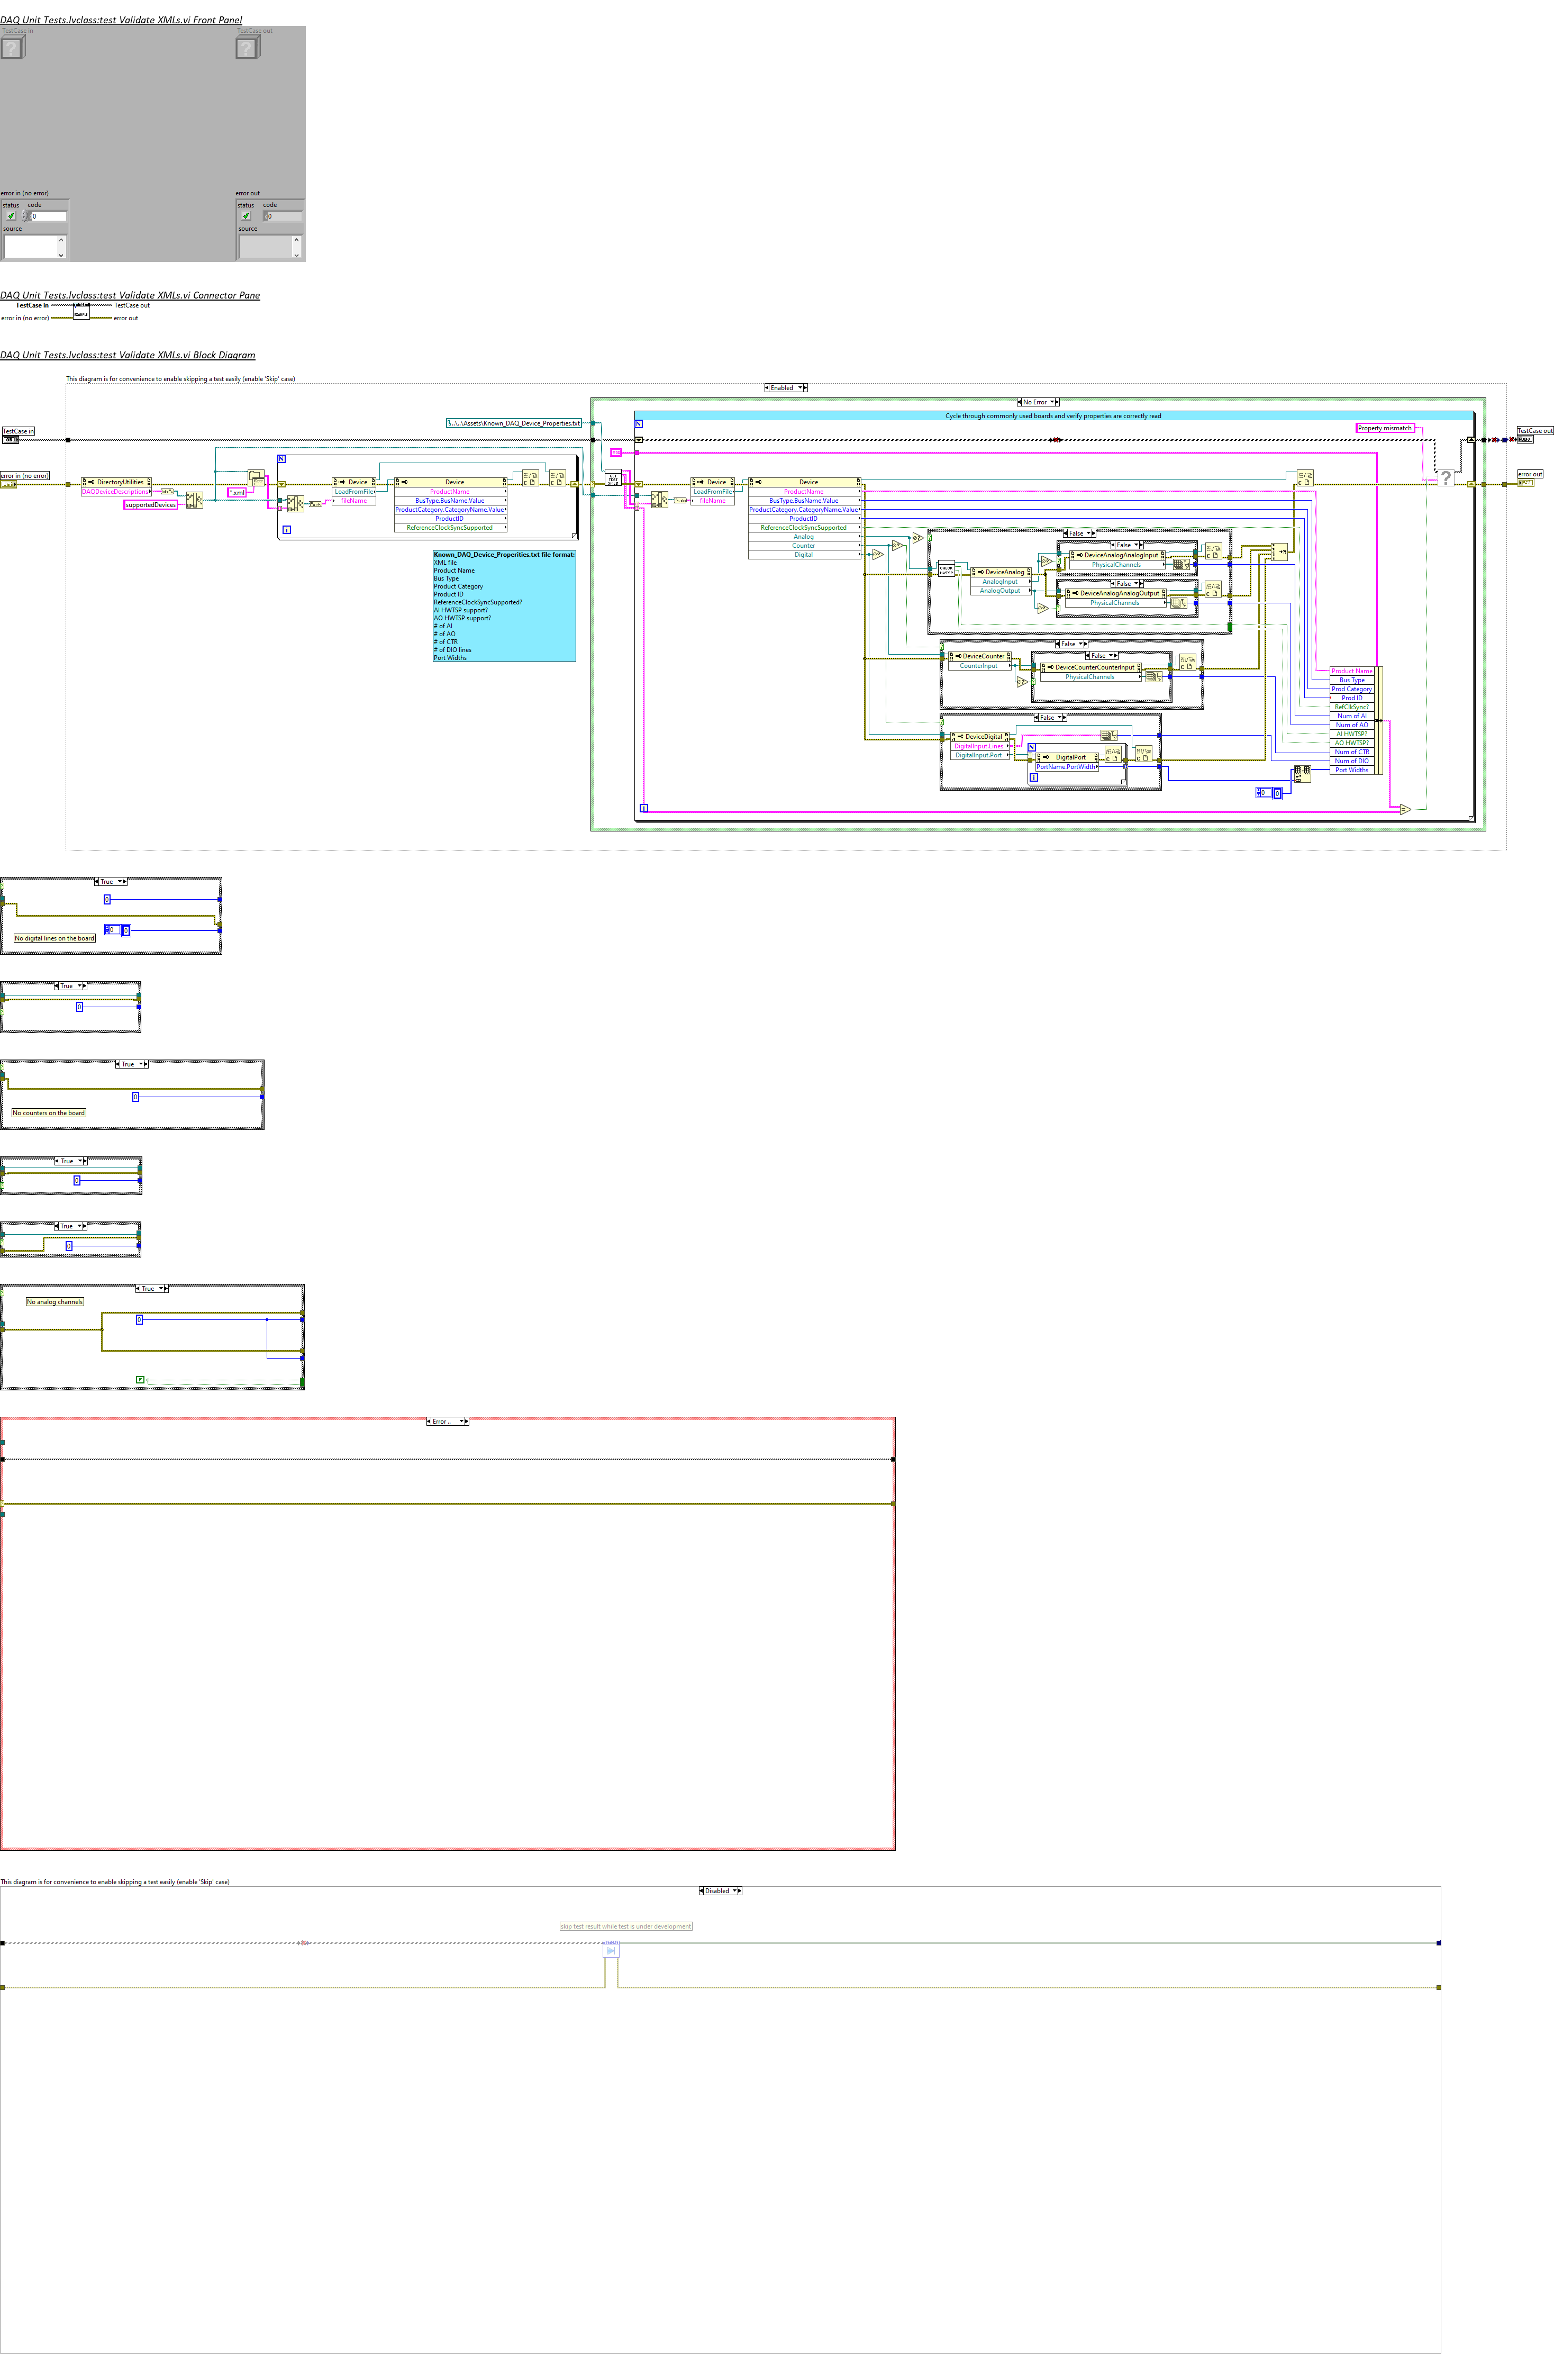 DAQ Unit Tests.lvclass:test Validate XMLs.vi Front Panel
TestCase in
TestCase out
error in (no error)
error out
status code
0
source
status code
0
source
DAQ Unit Tests.lvclass:test Validate XMLs.vi Connector Pane
TestCase in
TestCase out
error in (no error)
error out
DAQ Unit Tests.lvclass:test Validate XMLs.vi Block Diagram
This diagram is for convenience to enable skipping a test easily (enable 'Skip' case)
Enabled
No Error
Cycle through commonly used boards and verify properties are correctly read
..\..\Assets\Known_DAQ_Device_Properties.txt
Property mismatch
TestCase in
TestCase out
error in (no error)
error out
DirectoryUtilities
DAQDeviceDescriptions
supportedDevices
*.xml
N
i
Device
LoadFromFile
fileName
Device
ProductName
BusType.BusName.Value
ProductCategory.CategoryName.Value
ProductID
ReferenceClockSyncSupported
Known_DAQ_Device_Properities.txt file format:
XML file
Product Name
Bus Type
Product Category
Product ID
ReferenceClockSyncSupported?
AI HWTSP support?
AO HWTSP support?
# of AI
# of AO
# of CTR
# of DIO lines
Port Widths
N
i
Device
LoadFromFile
fileName
Device
ProductName
BusType.BusName.Value
ProductCategory.CategoryName.Value
ProductID
ReferenceClockSyncSupported
Analog
Counter
Digital
False
CHECK
HWTSP
DeviceAnalog
AnalogInput
AnalogOutput
False
DeviceAnalogAnalogInput
PhysicalChannels
False
DeviceAnalogAnalogOutput
PhysicalChannels
False
DeviceCounter
CounterInput
False
DeviceCounterCounterInput
PhysicalChannels
False
DeviceDigital
DigitalInput.Lines
DigitalInput.Port
N
DigitalPort
PortName.PortWidth
i
Product Name
Bus Type
Prod Category
Prod ID
RefClkSync?
Num of AI
Num of AO
AI HWTSP?
AO HWTSP?
Num of CTR
Num of DIO
Port Widths
0
0
True
0
0
0
No digital lines on the board
True
0
True
0
No counters on the board
True
0
True
0
True
No analog channels
0
F
Error ..
This diagram is for convenience to enable skipping a test easily (enable 'Skip' case)
Disabled
skip test result while test is under development